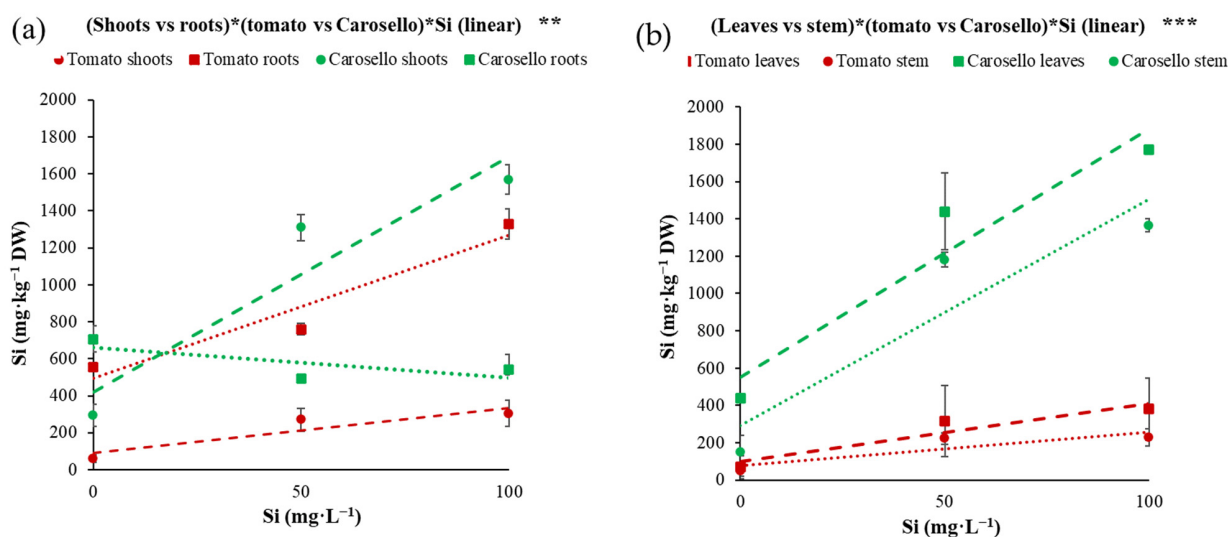 (a)
(Shoots vs roots)*(tomato vs Carosello)*Si (linear) **
Tomato shoots Tomato roots Carosello shoots Carosello roots
2000
1800
1600
1400
1200
1000
800
600
400
200
0
Si (mg·kg⁻¹ DW)
0 50 100
Si (mg·L⁻¹)
(b)
(Leaves vs stem)*(tomato vs Carosello)*Si (linear) ***
Tomato leaves Tomato stem Carosello leaves Carosello stem
2000
1800
1600
1400
1200
1000
800
600
400
200
0
Si (mg·kg⁻¹ DW)
0 50 100
Si (mg·L⁻¹)